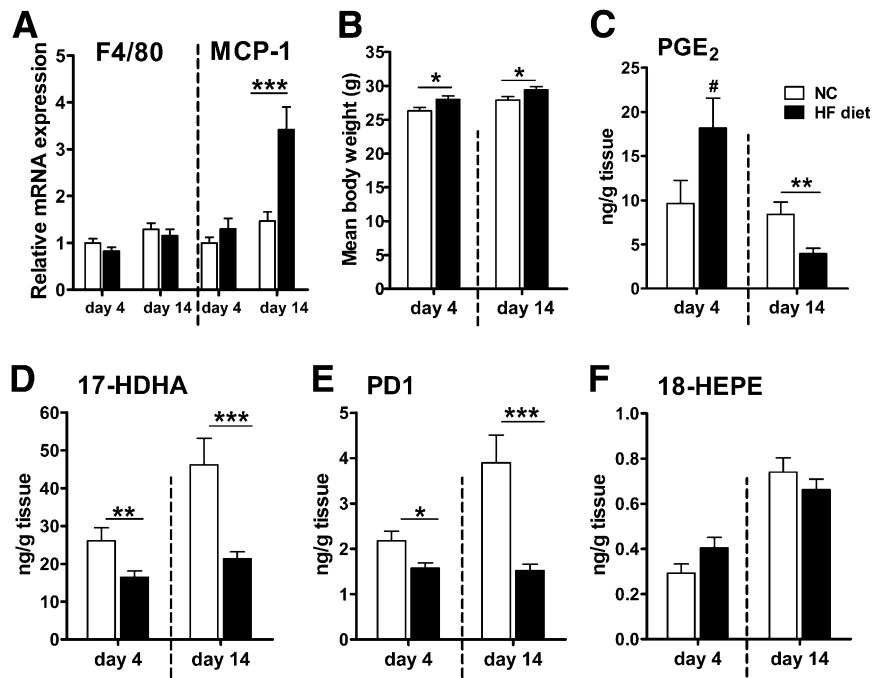 A
F4/80
MCP-1
Relative mRNA expression
5
4
3
2
1
0
***
day 4
day 14
day 4
day 14
B
Mean body weight (g)
35
30
25
20
15
10
5
0
*
*
day 4
day 14
C
PGE2
ng/g tissue
25
20
15
10
5
0
#
**
NC
HF diet
day 4
day 14
D
17-HDHA
ng/g tissue
60
50
40
30
20
10
0
**
***
day 4
day 14
E
PD1
ng/g tissue
5
4
3
2
1
0
*
***
day 4
day 14
F
18-HEPE
ng/g tissue
1.0
0.8
0.6
0.4
0.2
0.0
day 4
day 14